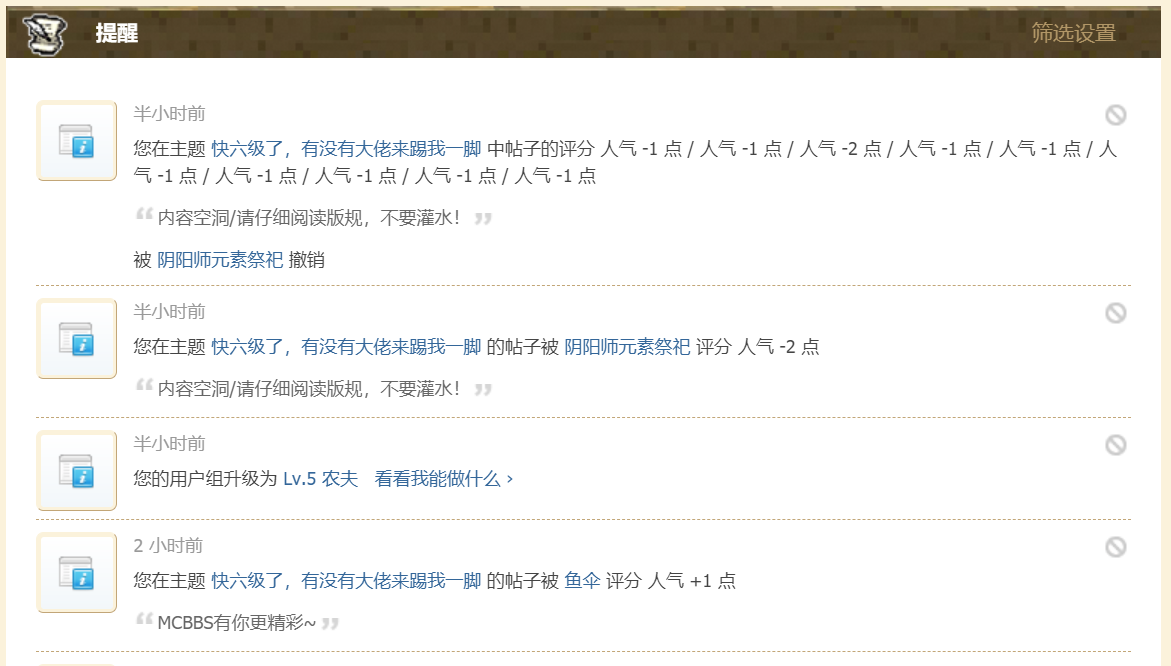 提醒
筛选设置
半小时前
您在主题 快六级了，有没有大佬来踢我一脚 中帖子的评分 人气 -1 点 / 人气 -1 点 / 人气 -2 点 / 人气 -1 点 / 人气 -1 点 / 人
气 -1 点 / 人气 -1 点 / 人气 -1 点 / 人气 -1 点 / 人气 -1 点
“ 内容空洞/请仔细阅读版规，不要灌水！ ”
被 阴阳师元素祭祀 撤销
半小时前
您在主题 快六级了，有没有大佬来踢我一脚 的帖子被 阴阳师元素祭祀 评分 人气 -2 点
“ 内容空洞/请仔细阅读版规，不要灌水！ ”
半小时前
您的用户组升级为 Lv.5 农夫 看看我能做什么 ›
2 小时前
您在主题 快六级了，有没有大佬来踢我一脚 的帖子被 鱼伞 评分 人气 +1 点
“ MCBBS有你更精彩~ ”